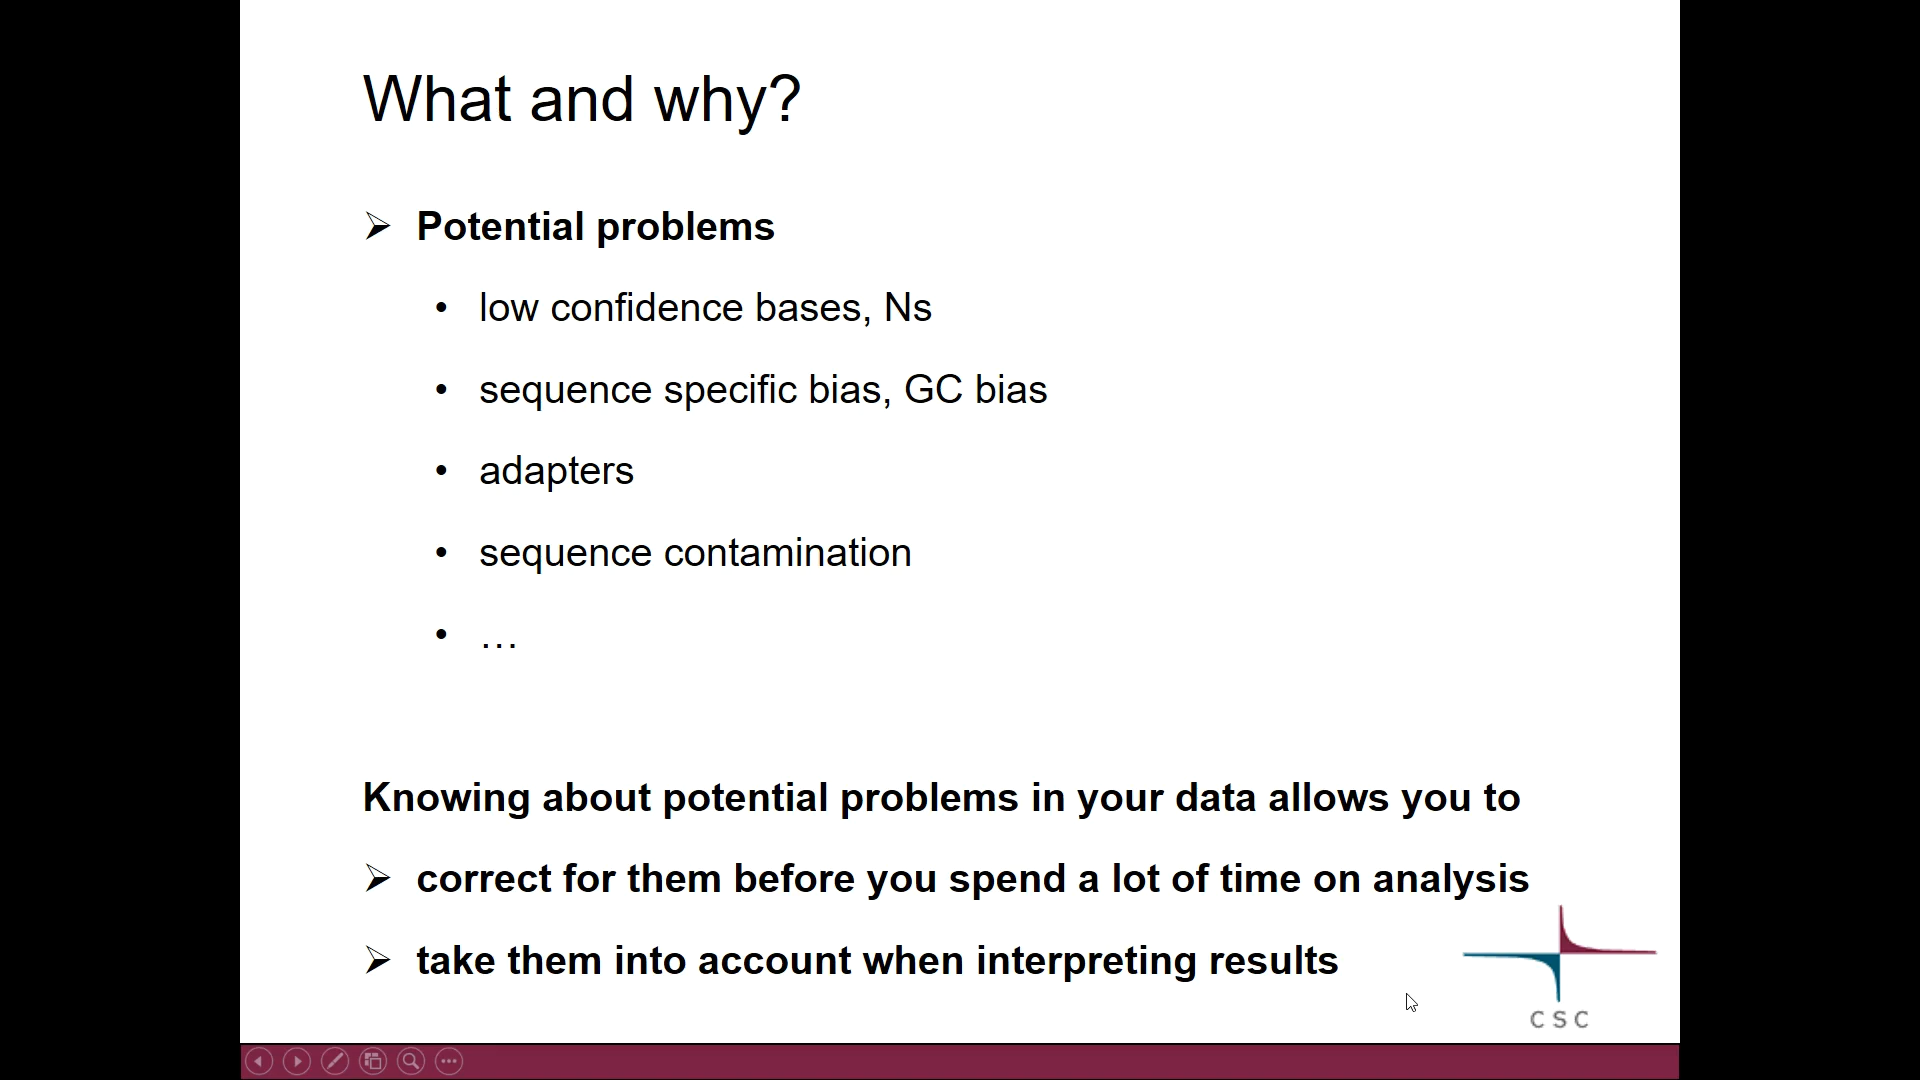 What and why?
➢ Potential problems
• low confidence bases, Ns
• sequence specific bias, GC bias
• adapters
• sequence contamination
• …
Knowing about potential problems in your data allows you to
➢ correct for them before you spend a lot of time on analysis
➢ take them into account when interpreting results
CSC